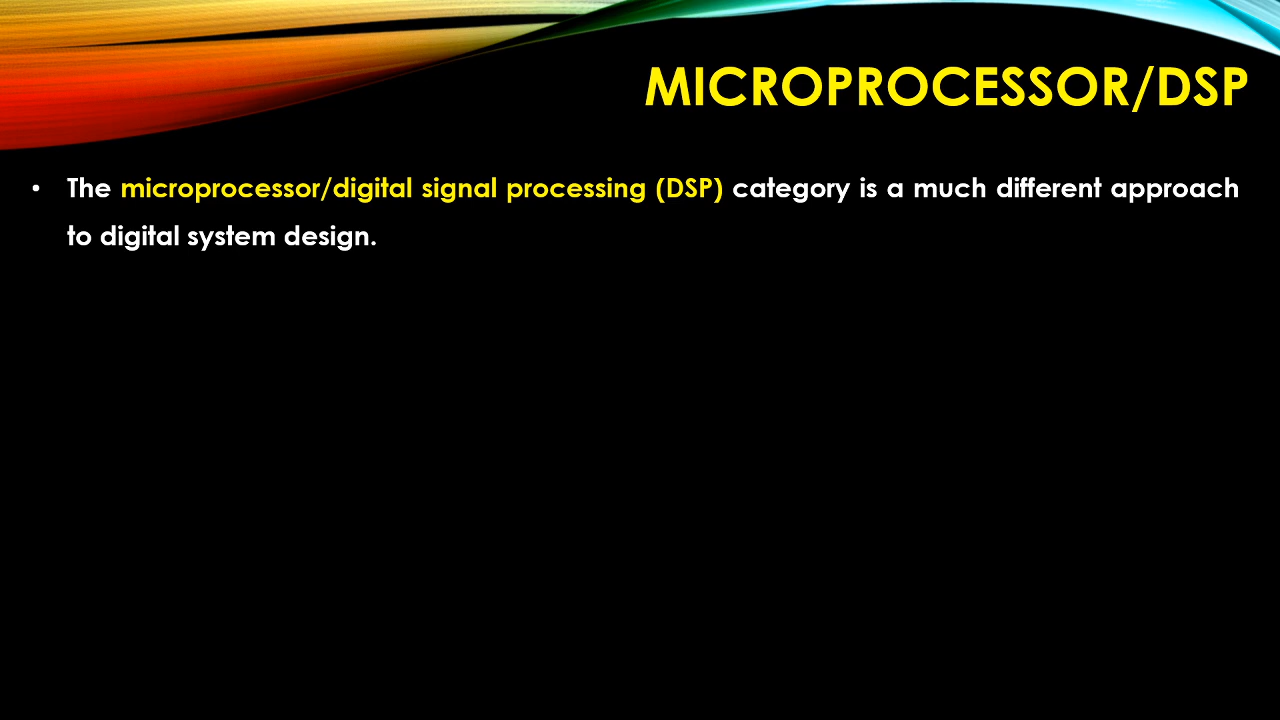 MICROPROCESSOR/DSP
• The microprocessor/digital signal processing (DSP) category is a much different approach
to digital system design.